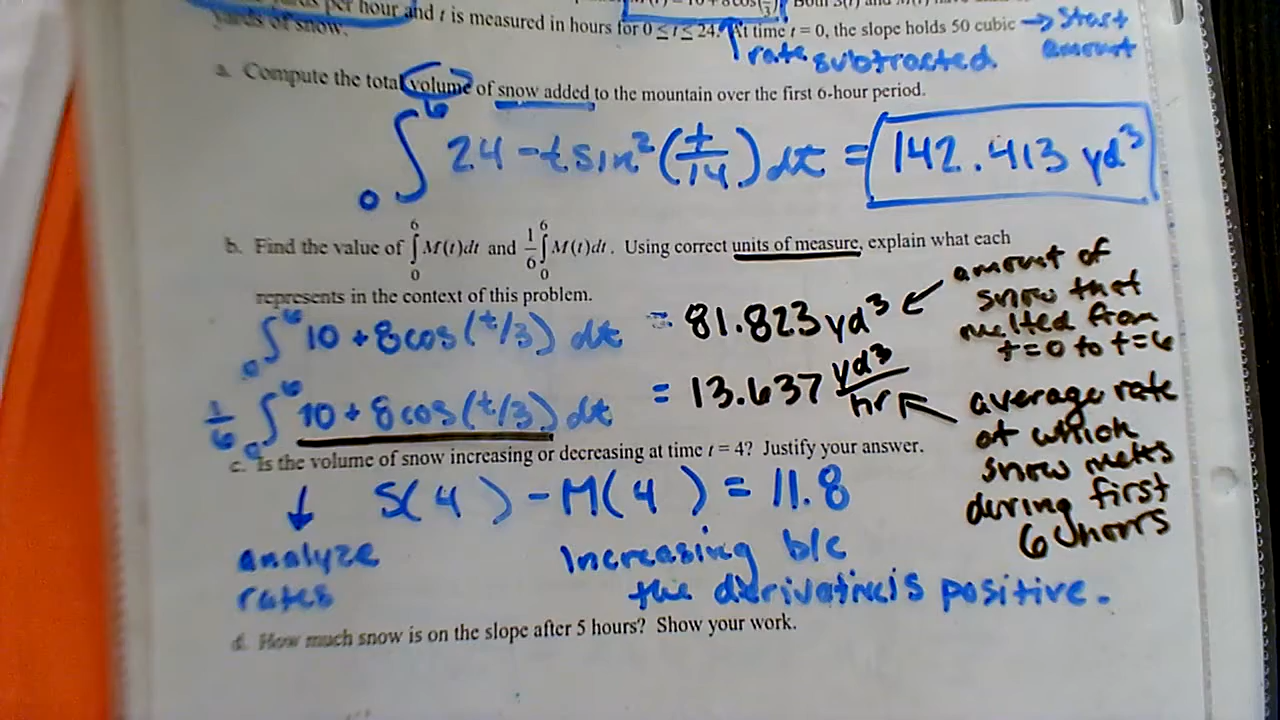 per hour and t is measured in hours for 0 ≤ t ≤ 24. At time t = 0, the slope holds 50 cubic → Start amount
yards of snow.
rate subtracted
a. Compute the total volume of snow added to the mountain over the first 6-hour period.
∫₀⁶ 24 - t sin²(t/14) dt = 142.413 yd³
b. Find the value of ∫₀⁶ M(t)dt and 1/6 ∫₀⁶ M(t)dt. Using correct units of measure, explain what each
represents in the context of this problem.
∫₀⁶ 10 + 8cos(t/3) dt = 81.823 yd³ ←
amount of
snow that
melted from
t=0 to t=6
1/6 ∫₀⁶ 10 + 8cos(t/3) dt = 13.637 yd³/hr ←
average rate
at which
snow melts
during first
6 hours
c. Is the volume of snow increasing or decreasing at time t = 4? Justify your answer.
↓ S(4) - M(4) = 11.8
analyze
rates
Increasing b/c
the derivative is positive.
d. How much snow is on the slope after 5 hours? Show your work.